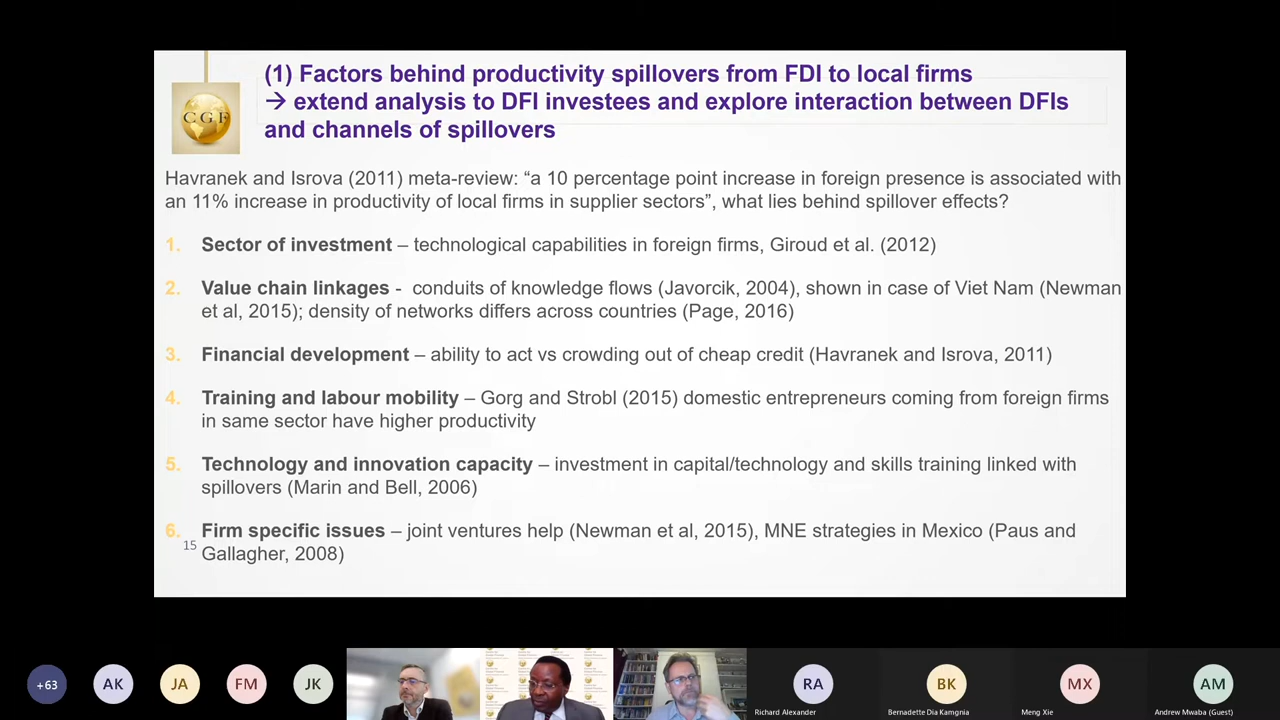 (1) Factors behind productivity spillovers from FDI to local firms
→ extend analysis to DFI investees and explore interaction between DFIs
and channels of spillovers
CGF
Havranek and Isrova (2011) meta-review: “a 10 percentage point increase in foreign presence is associated with
an 11% increase in productivity of local firms in supplier sectors”, what lies behind spillover effects?
1. Sector of investment – technological capabilities in foreign firms, Giroud et al. (2012)
2. Value chain linkages - conduits of knowledge flows (Javorcik, 2004), shown in case of Viet Nam (Newman
et al, 2015); density of networks differs across countries (Page, 2016)
3. Financial development – ability to act vs crowding out of cheap credit (Havranek and Isrova, 2011)
4. Training and labour mobility – Gorg and Strobl (2015) domestic entrepreneurs coming from foreign firms
in same sector have higher productivity
5. Technology and innovation capacity – investment in capital/technology and skills training linked with
spillovers (Marin and Bell, 2006)
6. Firm specific issues – joint ventures help (Newman et al, 2015), MNE strategies in Mexico (Paus and
15
Gallagher, 2008)
+63 AK JA FM JK RA BK MX AM
Richard Alexander Bernadette Dia Kamgnia Meng Xie Andrew Mwaba (Guest)